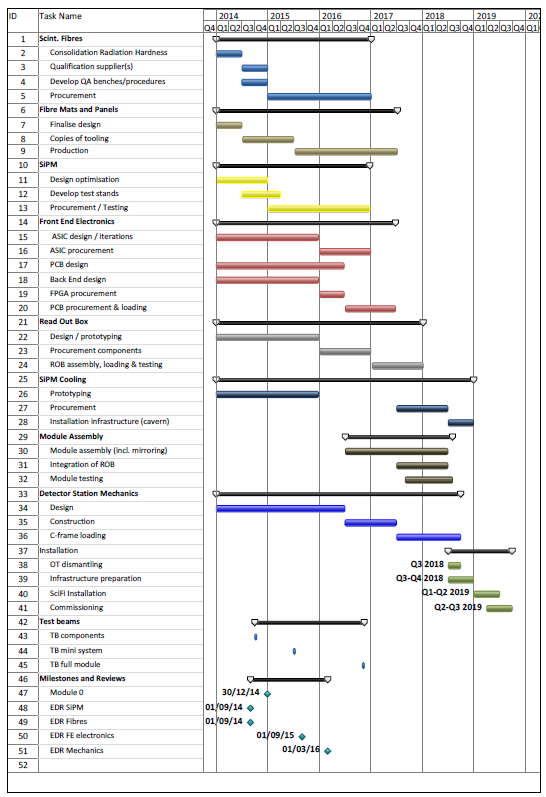 ID Task Name 2014 2015 2016 2017 2018 2019 202
Q4 Q1 Q2 Q3 Q4 Q1 Q2 Q3 Q4 Q1 Q2 Q3 Q4 Q1 Q2 Q3 Q4 Q1 Q2 Q3 Q4 Q1 Q2 Q3 Q4 Q1
1 Scint. Fibres
2 Consolidation Radiation Hardness
3 Qualification supplier(s)
4 Develop QA benches/procedures
5 Procurement
6 Fibre Mats and Panels
7 Finalise design
8 Copies of tooling
9 Production
10 SiPM
11 Design optimisation
12 Develop test stands
13 Procurement / Testing
14 Front End Electronics
15 ASIC design / iterations
16 ASIC procurement
17 PCB design
18 Back End design
19 FPGA procurement
20 PCB procurement & loading
21 Read Out Box
22 Design / prototyping
23 Procurement components
24 ROB assembly, loading & testing
25 SiPM Cooling
26 Prototyping
27 Procurement
28 Installation infrastructure (cavern)
29 Module Assembly
30 Module assembly (incl. mirroring)
31 Integration of ROB
32 Module testing
33 Detector Station Mechanics
34 Design
35 Construction
36 C-frame loading
37 Installation
38 OT dismantling Q3 2018
39 Infrastructure preparation Q3-Q4 2018
40 SciFi Installation Q1-Q2 2019
41 Commissioning Q2-Q3 2019
42 Test beams
43 TB components
44 TB mini system
45 TB full module
46 Milestones and Reviews
47 Module 0 30/12/14
48 EDR SiPM 01/09/14
49 EDR Fibres 01/09/14
50 EDR FE electronics 01/09/15
51 EDR Mechanics 01/03/16
52